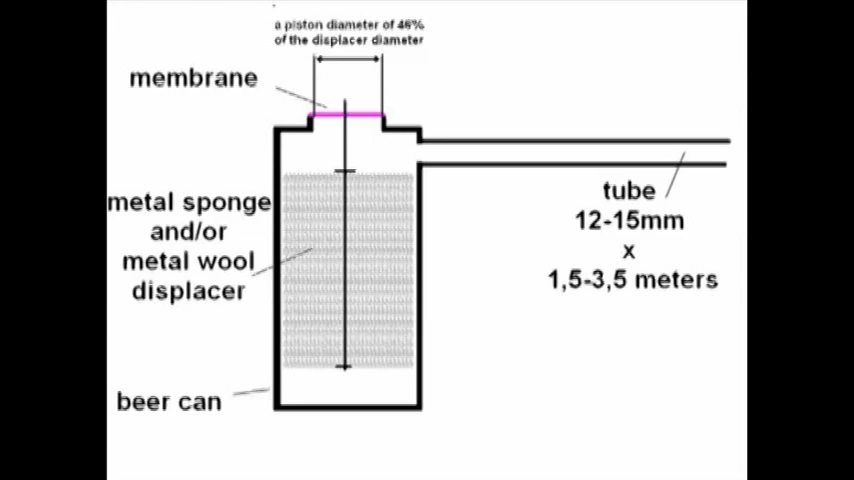 a piston diameter of 46%
of the displacer diameter
membrane
metal sponge
and/or
metal wool
displacer
beer can
tube
12-15mm
x
1,5-3,5 meters